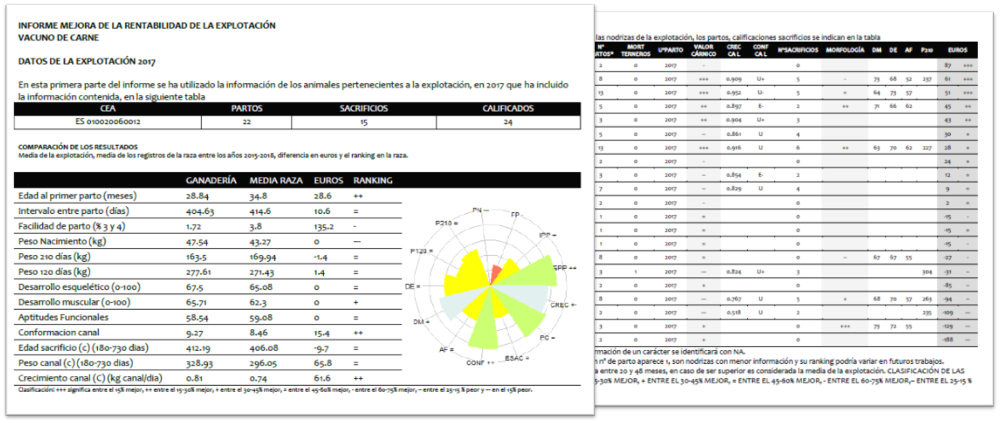 INFORME MEJORA DE LA RENTABILIDAD DE LA EXPLOTACIÓN
VACUNO DE CARNE
DATOS DE LA EXPLOTACIÓN 2017
En esta primera parte del informe se ha utilizado la información de los animales pertenecientes a la explotación, en 2017 que ha incluido
la información contenida, en la siguiente tabla
CEA PARTOS SACRIFICIOS CALIFICADOS
ES 010020060012 22 15 24
COMPARACIÓN DE LOS RESULTADOS
Media de la explotación, media de los registros de la raza entre los años 2015-2018, diferencia en euros y el ranking en la raza.
GANADERÍA MEDIA RAZA EUROS RANKING
Edad al primer parto (meses) 28.84 34.8 28.6 ++
Intervalo entre parto (días) 404.63 414.6 10.6 =
Facilidad de parto (% 3 y 4) 1.72 3.8 135.2 -
Peso Nacimiento (kg) 47.54 43.27 0 ---
Peso 210 días (kg) 163.5 169.94 -1.4 =
Peso 120 días (kg) 277.61 271.43 1.4 =
Desarrollo esquelético (0-100) 67.5 65.08 0 =
Desarrollo muscular (0-100) 65.71 62.3 0 +
Aptitudes Funcionales 58.54 59.08 0 =
Conformacion canal 9.27 8.46 15.4 ++
Edad sacrificio (c) (180-730 dias) 412.19 406.08 -9.7 =
Peso canal (c) (180-730 dias) 328.93 296.05 65.8 =
Crecimiento canal (C) (kg canal/dia) 0.81 0.74 61.6 ++
Clasificación: +++ significa entre el 15% mejor, ++ entre el 15-30% mejor, + entre el 30-45% mejor, = entre el 45-60% mejor, - entre el 60-75% mejor, -- entre el 25-15 % peor y --- en el 15% peor.
PN ---
FP -
IPP =
EPP ++
CREC +-
PC =
ESAC =
CONF ++
AF =
DM +
DE =
P120 =
P210 =
las nodrizas de la explotación, los partos, calificaciones sacrificios se indican en la tabla
Nº RTOS* MORT TERNEROS UºPARTO VALOR CÁRNICO CREC CAL CONF CAL NºSACRIFICIOS MORFOLOGÍA DM DE AF P210 EUROS
2 0 2017 - 0 87 +++
8 0 2017 +++ 0.909 U+ 5 - 73 68 52 237 61 +++
13 0 2017 +++ 0.952 U- 5 = 64 73 57 51 +++
5 0 2017 ++ 0.897 E- 2 ++ 71 66 62 45 ++
3 0 2017 ++ 0.904 U+ 3 43 ++
5 0 2017 -- 0.861 U 4 30 +
13 0 2017 +++ 0.916 U 6 ++ 63 70 62 227 28 +
2 0 2017 - 0 24 +
3 0 2017 -- 0.854 E- 2 12 =
7 0 2017 -- 0.829 U 4 9 =
2 0 2017 - 0 2 =
1 0 2017 = 0 -15 -
1 0 2017 = 0 -15 =
1 0 2017 = 0 -15 -
8 0 2017 = 0 -- 67 67 55 -27 -
3 1 2017 --- 0.824 U+ 3 304 -31 --
2 0 2017 + 0 -85 --
8 0 2017 --- 0.767 U 5 + 68 70 57 263 -94 --
2 0 2017 --- 0.518 U 2 235 -109 ---
3 0 2017 + 0 +++ 73 72 55 -129 ---
2 0 2017 + 0 -188 ---
rmación de un carácter se identificará con NA.
n nº de parto aparece 1, son nodrizas con menor información y su ranking podría variar en futuros trabajos.
a entre 20 y 48 meses, en caso de ser superior es considerada la media de la explotación. CLASIFICACIÓN DE LAS
5-30% MEJOR, + ENTRE EL 30-45% MEJOR, = ENTRE EL 45-60% MEJOR, - ENTRE EL 60-75% MEJOR,-- ENTRE EL 25-15 %